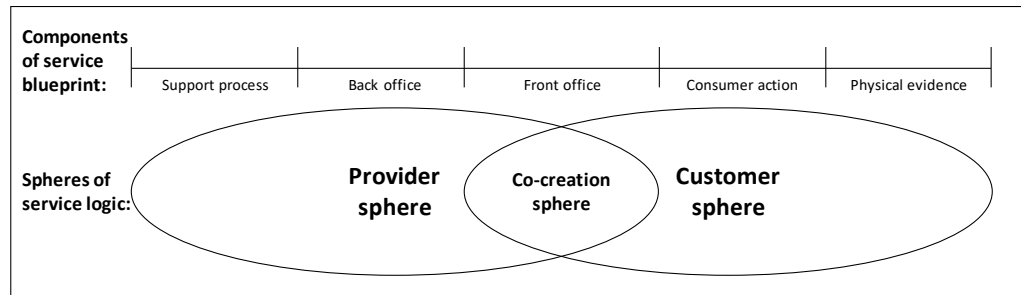 Components
of service
blueprint:
Support process
Back office
Front office
Consumer action
Physical evidence
Spheres of
service logic:
Provider
sphere
Co-creation
sphere
Customer
sphere